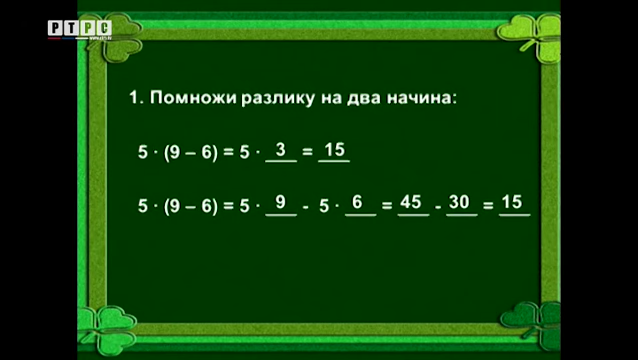 РТРС
1. Помножи разлику на два начина:
5 · (9 – 6) = 5 · 3 = 15
5 · (9 – 6) = 5 · 9 - 5 · 6 = 45 - 30 = 15